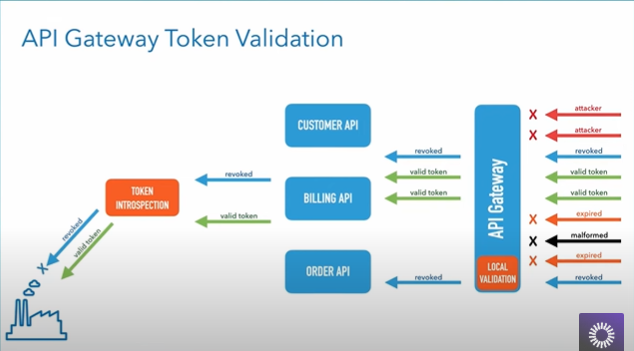 API Gateway Token Validation
attacker
X
CUSTOMER API
attacker
X
revoked
revoked
valid token
valid token
revoked
TOKEN
INTROSPECTION
BILLING API
valid token
valid token
API Gateway
valid token
expired
X
revoked
valid token
malformed
X
expired
X
X
ORDER API
LOCAL
VALIDATION
revoked
revoked